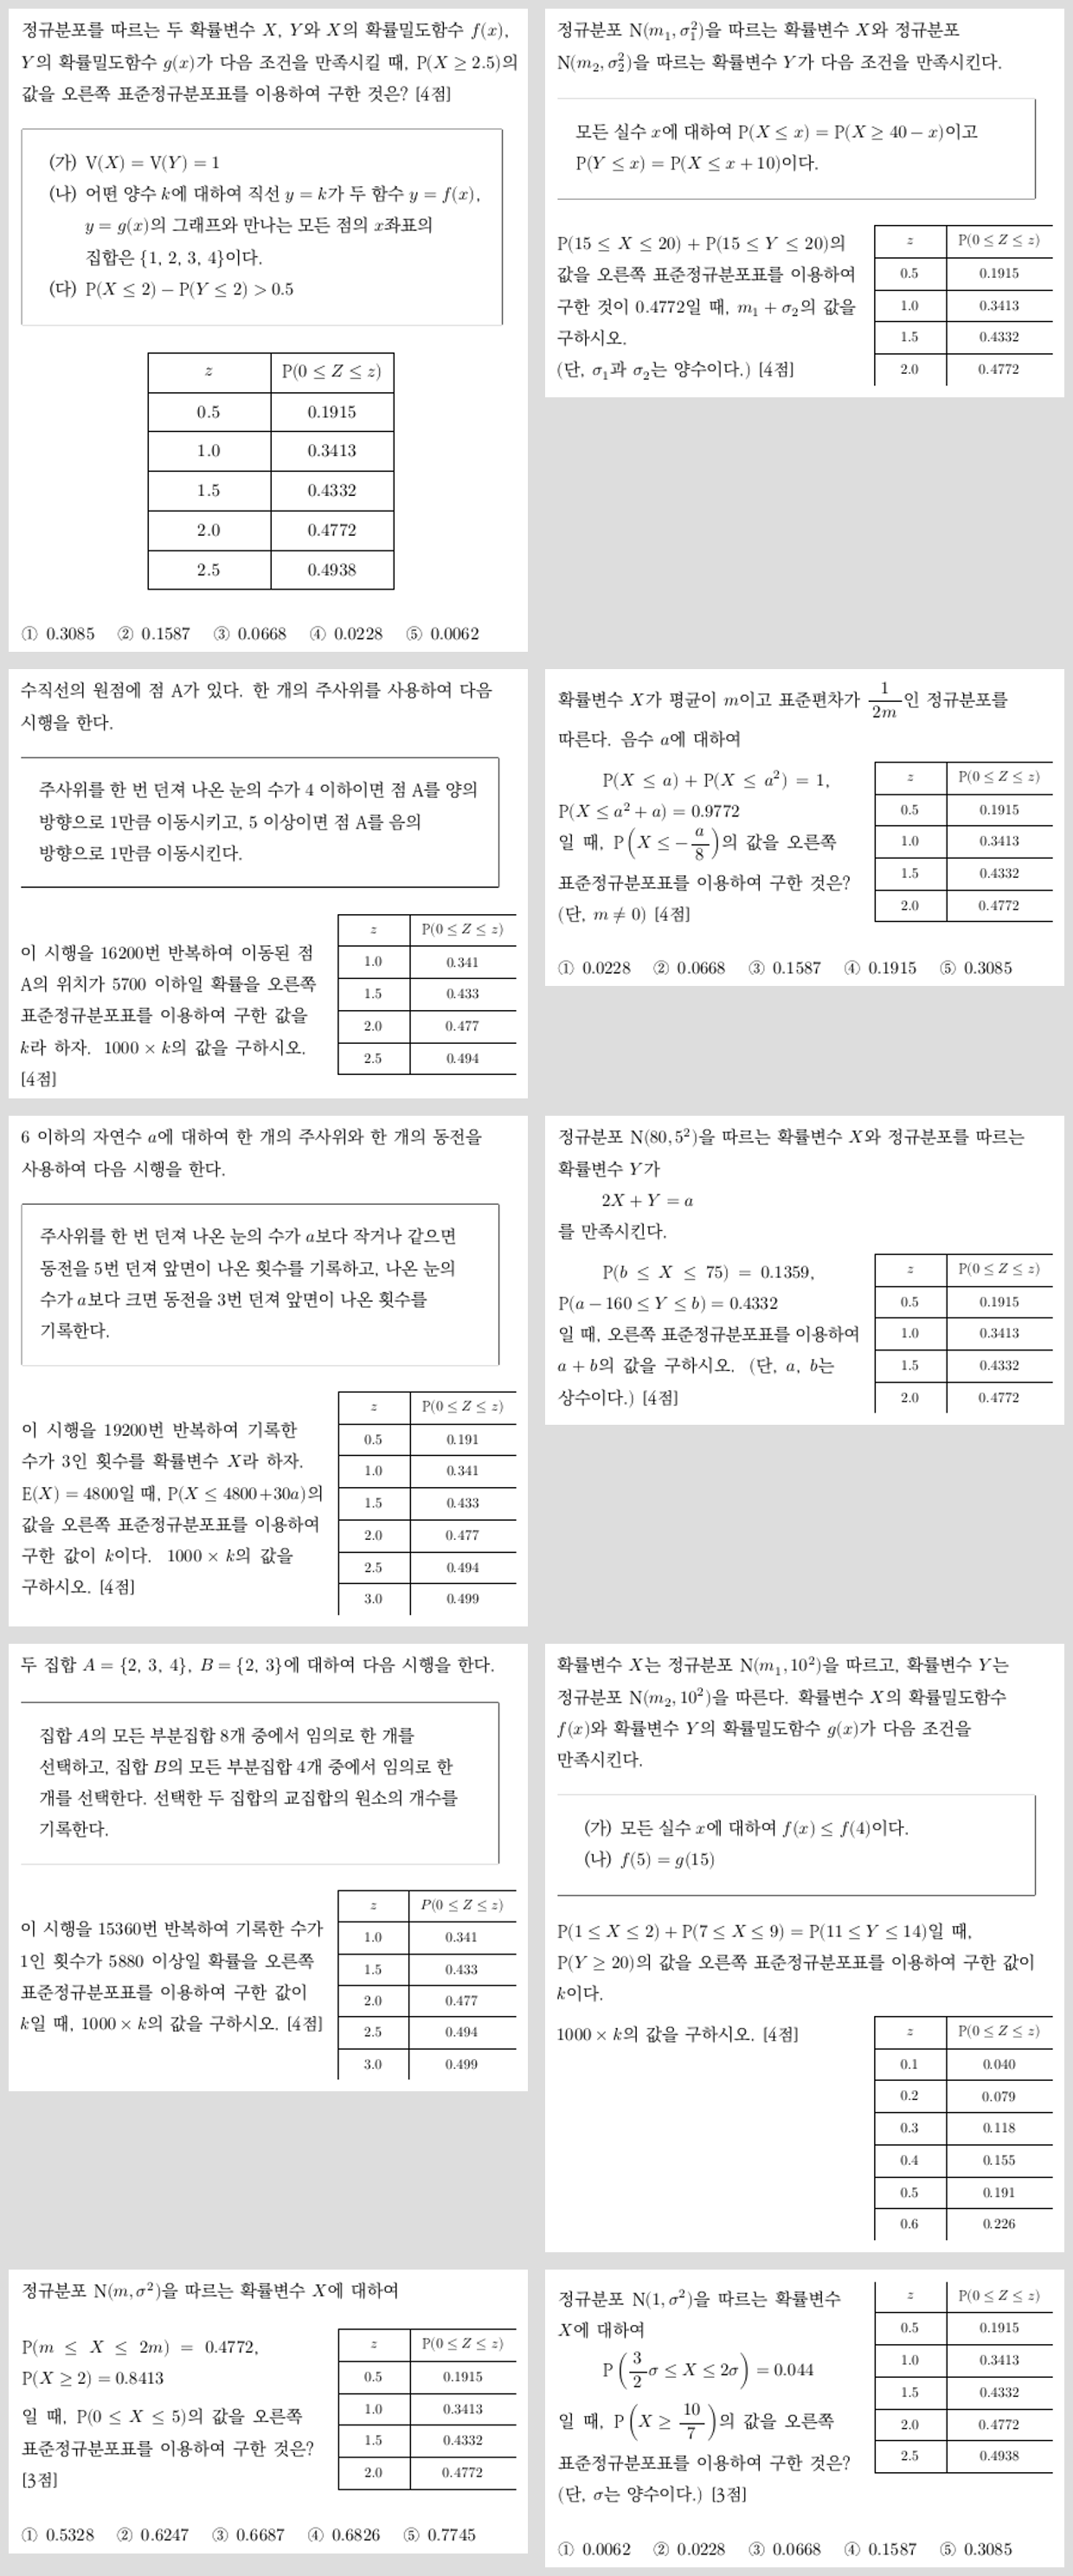 정규분포를 따르는 두 확률변수 X, Y와 X의 확률밀도함수 f(x),
Y의 확률밀도함수 g(x)가 다음 조건을 만족시킬 때, P(X ≥ 2.5)의
값을 오른쪽 표준정규분포표를 이용하여 구한 것은? [4점]
(가) V(X) = V(Y) = 1
(나) 어떤 양수 k에 대하여 직선 y = k가 두 함수 y = f(x),
y = g(x)의 그래프와 만나는 모든 점의 x좌표의
집합은 {1, 2, 3, 4}이다.
(다) P(X ≤ 2) − P(Y ≤ 2) > 0.5
z P(0 ≤ Z ≤ z)
0.5 0.1915
1.0 0.3413
1.5 0.4332
2.0 0.4772
2.5 0.4938
① 0.3085 ② 0.1587 ③ 0.0668 ④ 0.0228 ⑤ 0.0062
정규분포 N(m₁, σ₁²)을 따르는 확률변수 X와 정규분포
N(m₂, σ₂²)을 따르는 확률변수 Y가 다음 조건을 만족시킨다.
모든 실수 x에 대하여 P(X ≤ x) = P(X ≥ 40 − x)이고
P(Y ≤ x) = P(X ≤ x + 10)이다.
P(15 ≤ X ≤ 20) + P(15 ≤ Y ≤ 20)의
값을 오른쪽 표준정규분포표를 이용하여
구한 것이 0.4772일 때, m₁ + σ₂의 값을
구하시오.
(단, σ₁과 σ₂는 양수이다.) [4점]
z P(0 ≤ Z ≤ z)
0.5 0.1915
1.0 0.3413
1.5 0.4332
2.0 0.4772
수직선의 원점에 점 A가 있다. 한 개의 주사위를 사용하여 다음
시행을 한다.
주사위를 한 번 던져 나온 눈의 수가 4 이하이면 점 A를 양의
방향으로 1만큼 이동시키고, 5 이상이면 점 A를 음의
방향으로 1만큼 이동시킨다.
이 시행을 16200번 반복하여 이동된 점
A의 위치가 5700 이하일 확률을 오른쪽
표준정규분포표를 이용하여 구한 값을
k라 하자. 1000 × k의 값을 구하시오.
[4점]
z P(0 ≤ Z ≤ z)
1.0 0.341
1.5 0.433
2.0 0.477
2.5 0.494
확률변수 X가 평균이 m이고 표준편차가 1/2m인 정규분포를
따른다. 음수 a에 대하여
P(X ≤ a) + P(X ≤ a²) = 1,
P(X ≤ a² + a) = 0.9772
일 때, P(X ≤ −a/8)의 값을 오른쪽
표준정규분포표를 이용하여 구한 것은?
(단, m ≠ 0) [4점]
z P(0 ≤ Z ≤ z)
0.5 0.1915
1.0 0.3413
1.5 0.4332
2.0 0.4772
① 0.0228 ② 0.0668 ③ 0.1587 ④ 0.1915 ⑤ 0.3085
6 이하의 자연수 a에 대하여 한 개의 주사위와 한 개의 동전을
사용하여 다음 시행을 한다.
주사위를 한 번 던져 나온 눈의 수가 a보다 작거나 같으면
동전을 5번 던져 앞면이 나온 횟수를 기록하고, 나온 눈의
수가 a보다 크면 동전을 3번 던져 앞면이 나온 횟수를
기록한다.
이 시행을 19200번 반복하여 기록한
수가 3인 횟수를 확률변수 X라 하자.
E(X) = 4800일 때, P(X ≤ 4800+30a)의
값을 오른쪽 표준정규분포표를 이용하여
구한 값이 k이다. 1000 × k의 값을
구하시오. [4점]
z P(0 ≤ Z ≤ z)
0.5 0.191
1.0 0.341
1.5 0.433
2.0 0.477
2.5 0.494
3.0 0.499
정규분포 N(80, 5²)을 따르는 확률변수 X와 정규분포를 따르는
확률변수 Y가
2X + Y = a
를 만족시킨다.
P(b ≤ X ≤ 75) = 0.1359,
P(a − 160 ≤ Y ≤ b) = 0.4332
일 때, 오른쪽 표준정규분포표를 이용하여
a + b의 값을 구하시오. (단, a, b는
상수이다.) [4점]
z P(0 ≤ Z ≤ z)
0.5 0.1915
1.0 0.3413
1.5 0.4332
2.0 0.4772
두 집합 A = {2, 3, 4}, B = {2, 3}에 대하여 다음 시행을 한다.
집합 A의 모든 부분집합 8개 중에서 임의로 한 개를
선택하고, 집합 B의 모든 부분집합 4개 중에서 임의로 한
개를 선택한다. 선택한 두 집합의 교집합의 원소의 개수를
기록한다.
이 시행을 15360번 반복하여 기록한 수가
1인 횟수가 5880 이상일 확률을 오른쪽
표준정규분포표를 이용하여 구한 값이
k일 때, 1000 × k의 값을 구하시오. [4점]
z P(0 ≤ Z ≤ z)
1.0 0.341
1.5 0.433
2.0 0.477
2.5 0.494
3.0 0.499
확률변수 X는 정규분포 N(m₁, 10²)을 따르고, 확률변수 Y는
정규분포 N(m₂, 10²)을 따른다. 확률변수 X의 확률밀도함수
f(x)와 확률변수 Y의 확률밀도함수 g(x)가 다음 조건을
만족시킨다.
(가) 모든 실수 x에 대하여 f(x) ≤ f(4)이다.
(나) f(5) = g(15)
P(1 ≤ X ≤ 2) + P(7 ≤ X ≤ 9) = P(11 ≤ Y ≤ 14)일 때,
P(Y ≥ 20)의 값을 오른쪽 표준정규분포표를 이용하여 구한 값이
k이다.
1000 × k의 값을 구하시오. [4점]
z P(0 ≤ Z ≤ z)
0.1 0.040
0.2 0.079
0.3 0.118
0.4 0.155
0.5 0.191
0.6 0.226
정규분포 N(m, σ²)을 따르는 확률변수 X에 대하여
P(m ≤ X ≤ 2m) = 0.4772,
P(X ≥ 2) = 0.8413
일 때, P(0 ≤ X ≤ 5)의 값을 오른쪽
표준정규분포표를 이용하여 구한 것은?
[3점]
z P(0 ≤ Z ≤ z)
0.5 0.1915
1.0 0.3413
1.5 0.4332
2.0 0.4772
① 0.5328 ② 0.6247 ③ 0.6687 ④ 0.6826 ⑤ 0.7745
정규분포 N(1, σ²)을 따르는 확률변수
X에 대하여
P(3/2 σ ≤ X ≤ 2σ) = 0.044
일 때, P(X ≥ 10/7)의 값을 오른쪽
표준정규분포표를 이용하여 구한 것은?
(단, σ는 양수이다.) [3점]
z P(0 ≤ Z ≤ z)
0.5 0.1915
1.0 0.3413
1.5 0.4332
2.0 0.4772
2.5 0.4938
① 0.0062 ② 0.0228 ③ 0.0668 ④ 0.1587 ⑤ 0.3085